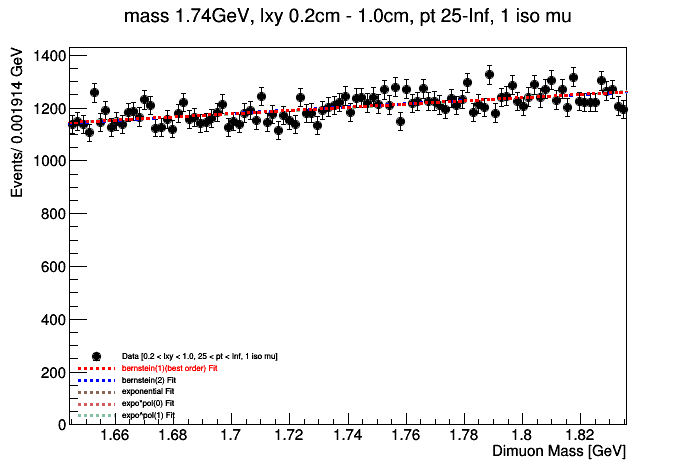 mass 1.74GeV, lxy 0.2cm - 1.0cm, pt 25-Inf, 1 iso mu
Events/ 0.001914 GeV
1400
1200
1000
800
600
400
200
0
Data [0.2 < lxy < 1.0, 25 < pt < Inf, 1 iso mu]
bernstein(1)(best order) Fit
bernstein(2) Fit
exponential Fit
expo*pol(0) Fit
expo*pol(1) Fit
1.66 1.68 1.7 1.72 1.74 1.76 1.78 1.8 1.82
Dimuon Mass [GeV]